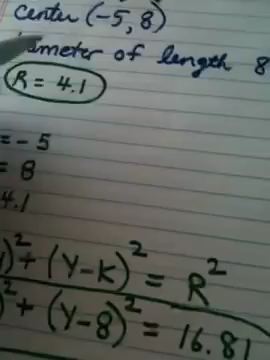 center (-5, 8)
diameter of length 8
R = 4.1
= -5
= 8
4.1
)² + (Y-K)² = R²
)² + (Y-8)² = 16.81